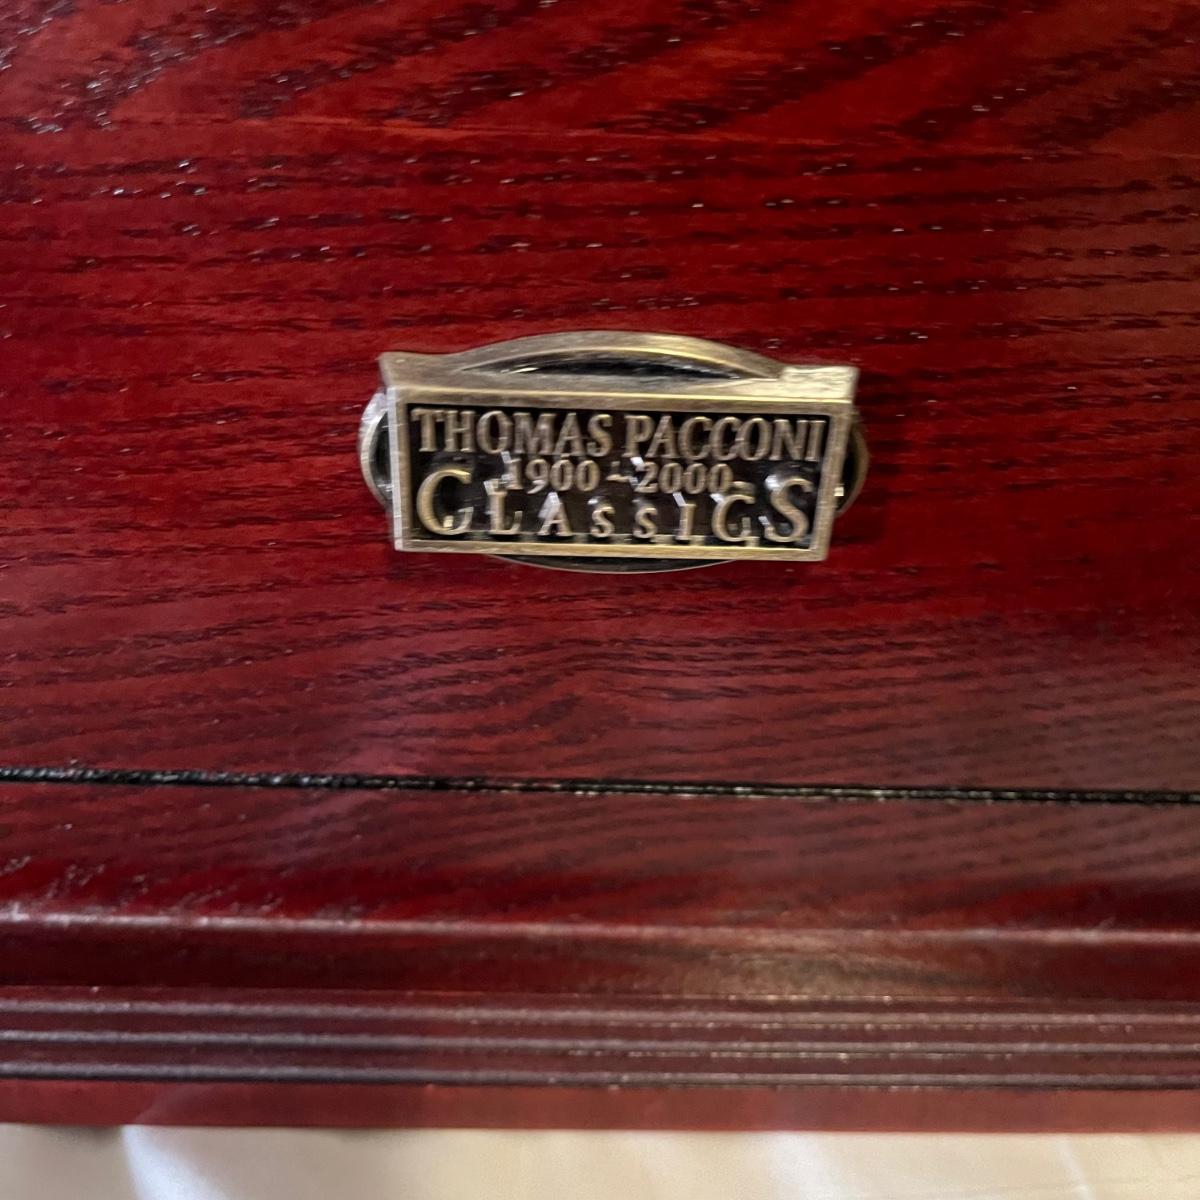 THOMAS PACCONI
1900-2000
CLASSICS